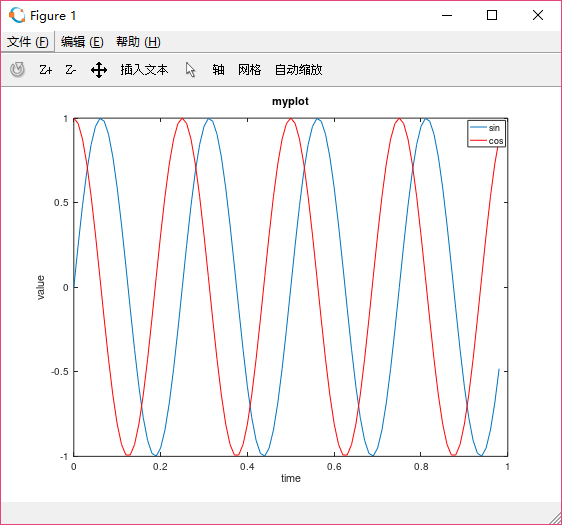 Figure 1
文件 (F) 编辑 (E) 帮助 (H)
Z+ Z- 插入文本 轴 网格 自动缩放
myplot
sin
cos
1
0.5
0
-0.5
-1
value
0 0.2 0.4 0.6 0.8 1
time